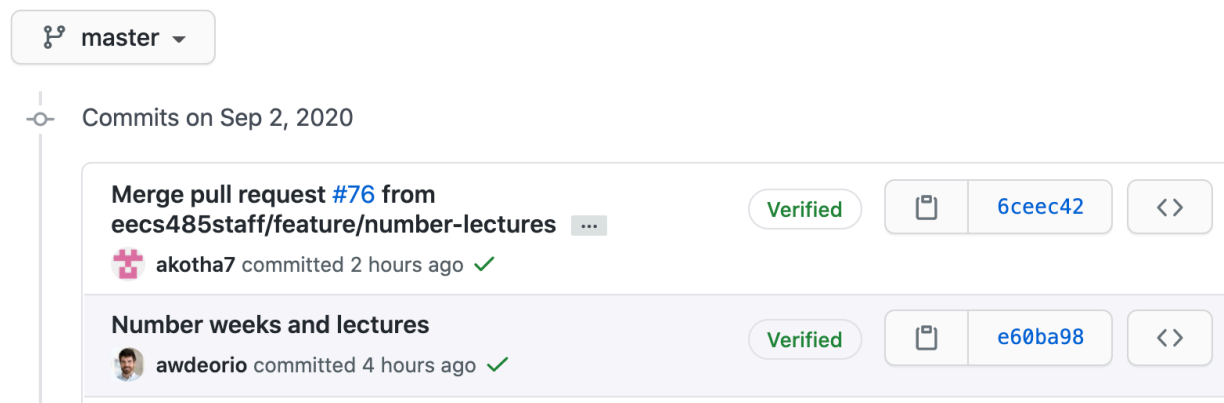 master
Commits on Sep 2, 2020
Merge pull request #76 from
eecs485staff/feature/number-lectures ...
Verified
6ceec42
akotha7 committed 2 hours ago
Number weeks and lectures
Verified
e60ba98
awdeorio committed 4 hours ago